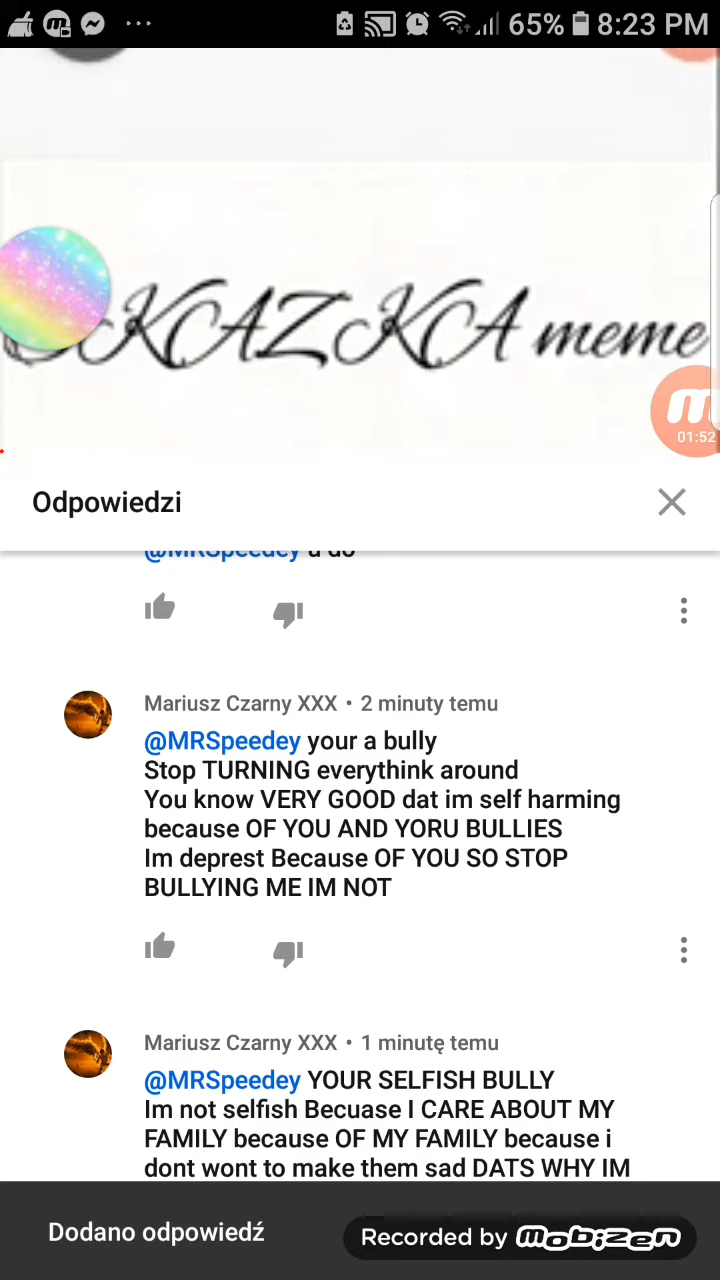 65% 8:23 PM
KAZKA meme
01:52
Odpowiedzi
@MRSpeedey a do
Mariusz Czarny XXX • 2 minuty temu
@MRSpeedey your a bully
Stop TURNING everythink around
You know VERY GOOD dat im self harming
because OF YOU AND YORU BULLIES
Im deprest Because OF YOU SO STOP
BULLYING ME IM NOT
Mariusz Czarny XXX • 1 minutę temu
@MRSpeedey YOUR SELFISH BULLY
Im not selfish Becuase I CARE ABOUT MY
FAMILY because OF MY FAMILY because i
dont wont to make them sad DATS WHY IM
Dodano odpowiedź
Recorded by mobizen